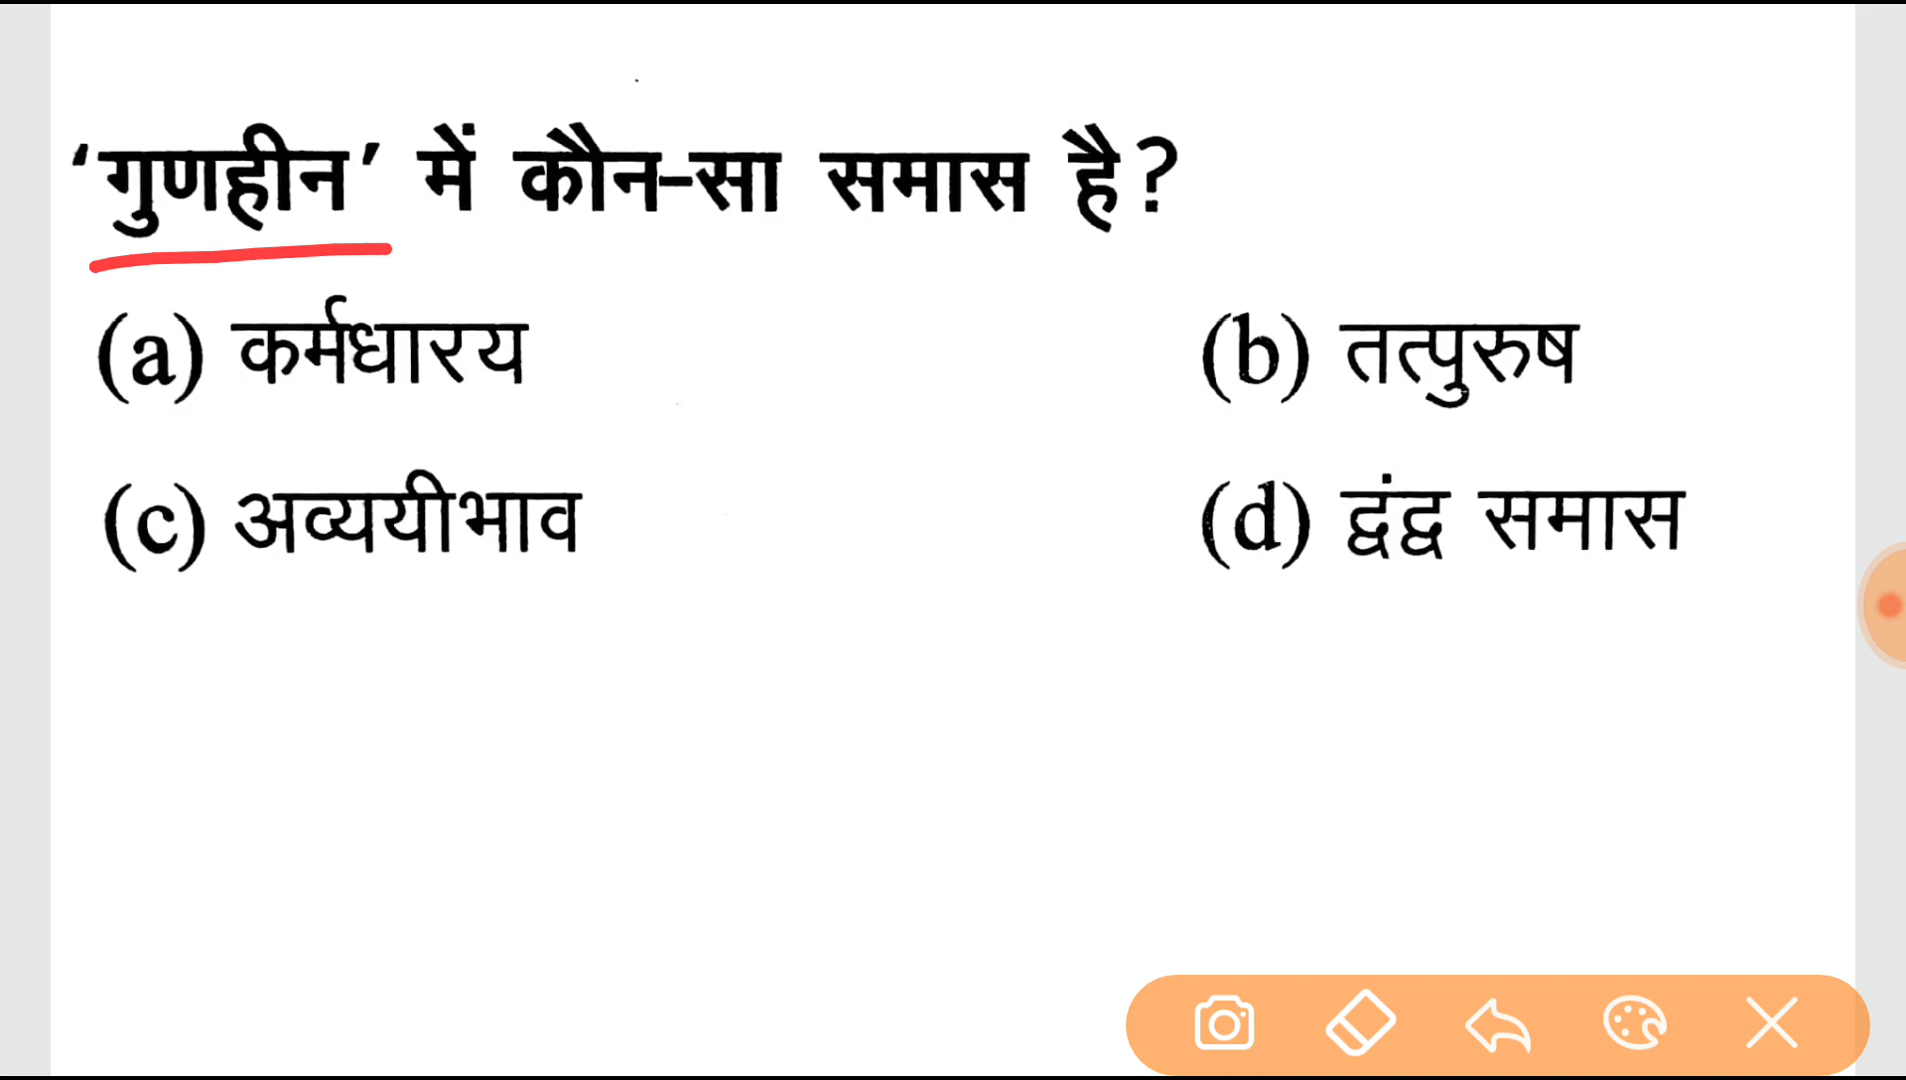 ‘गुणहीन’ में कौन-सा समास है?
(a) कर्मधारय (b) तत्पुरुष
(c) अव्ययीभाव (d) द्वंद्व समास